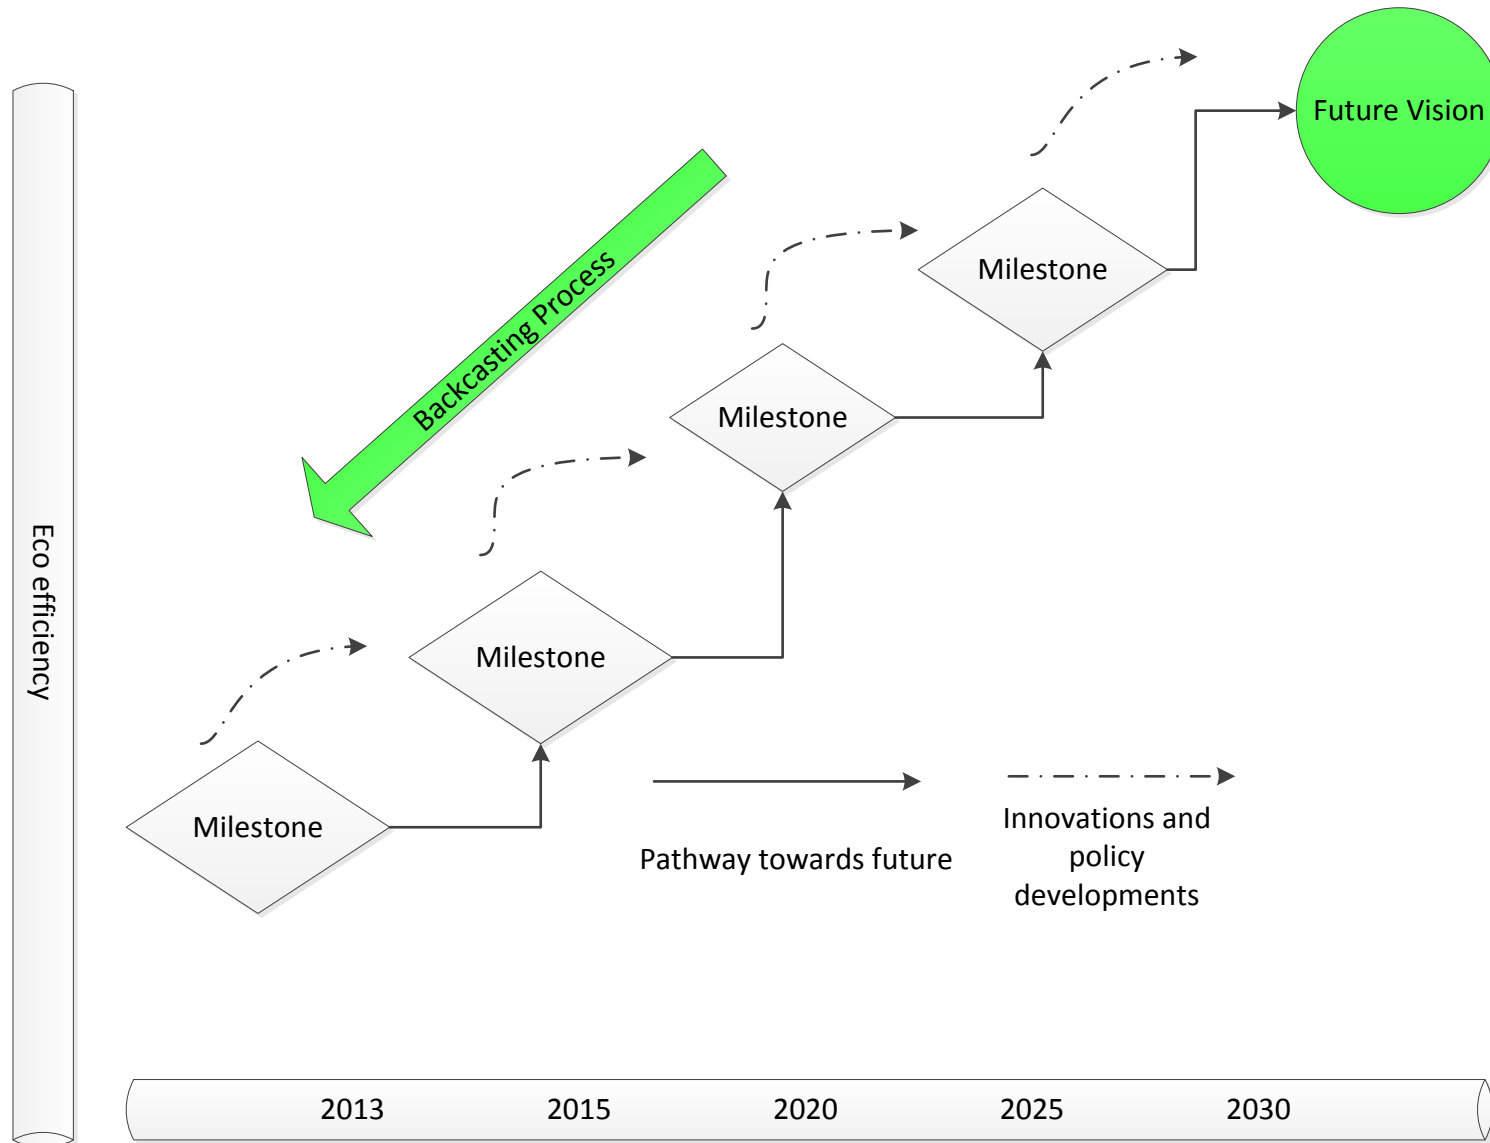 Future Vision
Milestone
Backcasting Process
Milestone
Eco efficiency
Milestone
Milestone
Pathway towards future
Innovations and
policy
developments
2013 2015 2020 2025 2030